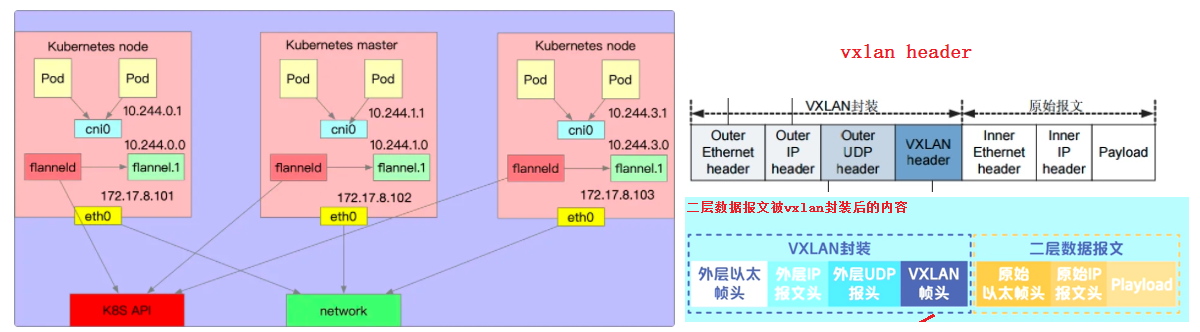 Kubernetes node
Pod
Pod
10.244.0.1
cni0
10.244.0.0
flanneld
flannel.1
172.17.8.101
eth0
Kubernetes master
Pod
Pod
10.244.1.1
cni0
10.244.1.0
flanneld
flannel.1
172.17.8.102
eth0
Kubernetes node
Pod
Pod
10.244.3.1
cni0
10.244.3.0
flanneld
flannel.1
172.17.8.103
eth0
K8S API
network
vxlan header
VXLAN封装
原始报文
Outer
Ethernet
header
Outer
IP
header
Outer
UDP
header
VXLAN
header
Inner
Ethernet
header
Inner
IP
header
Payload
二层数据报文被vxlan封装后的内容
VXLAN封装
二层数据报文
外层以太
帧头
外层IP
报文头
外层UDP
报头
VXLAN
帧头
原始
以太帧头
原始IP
报文头
Playload